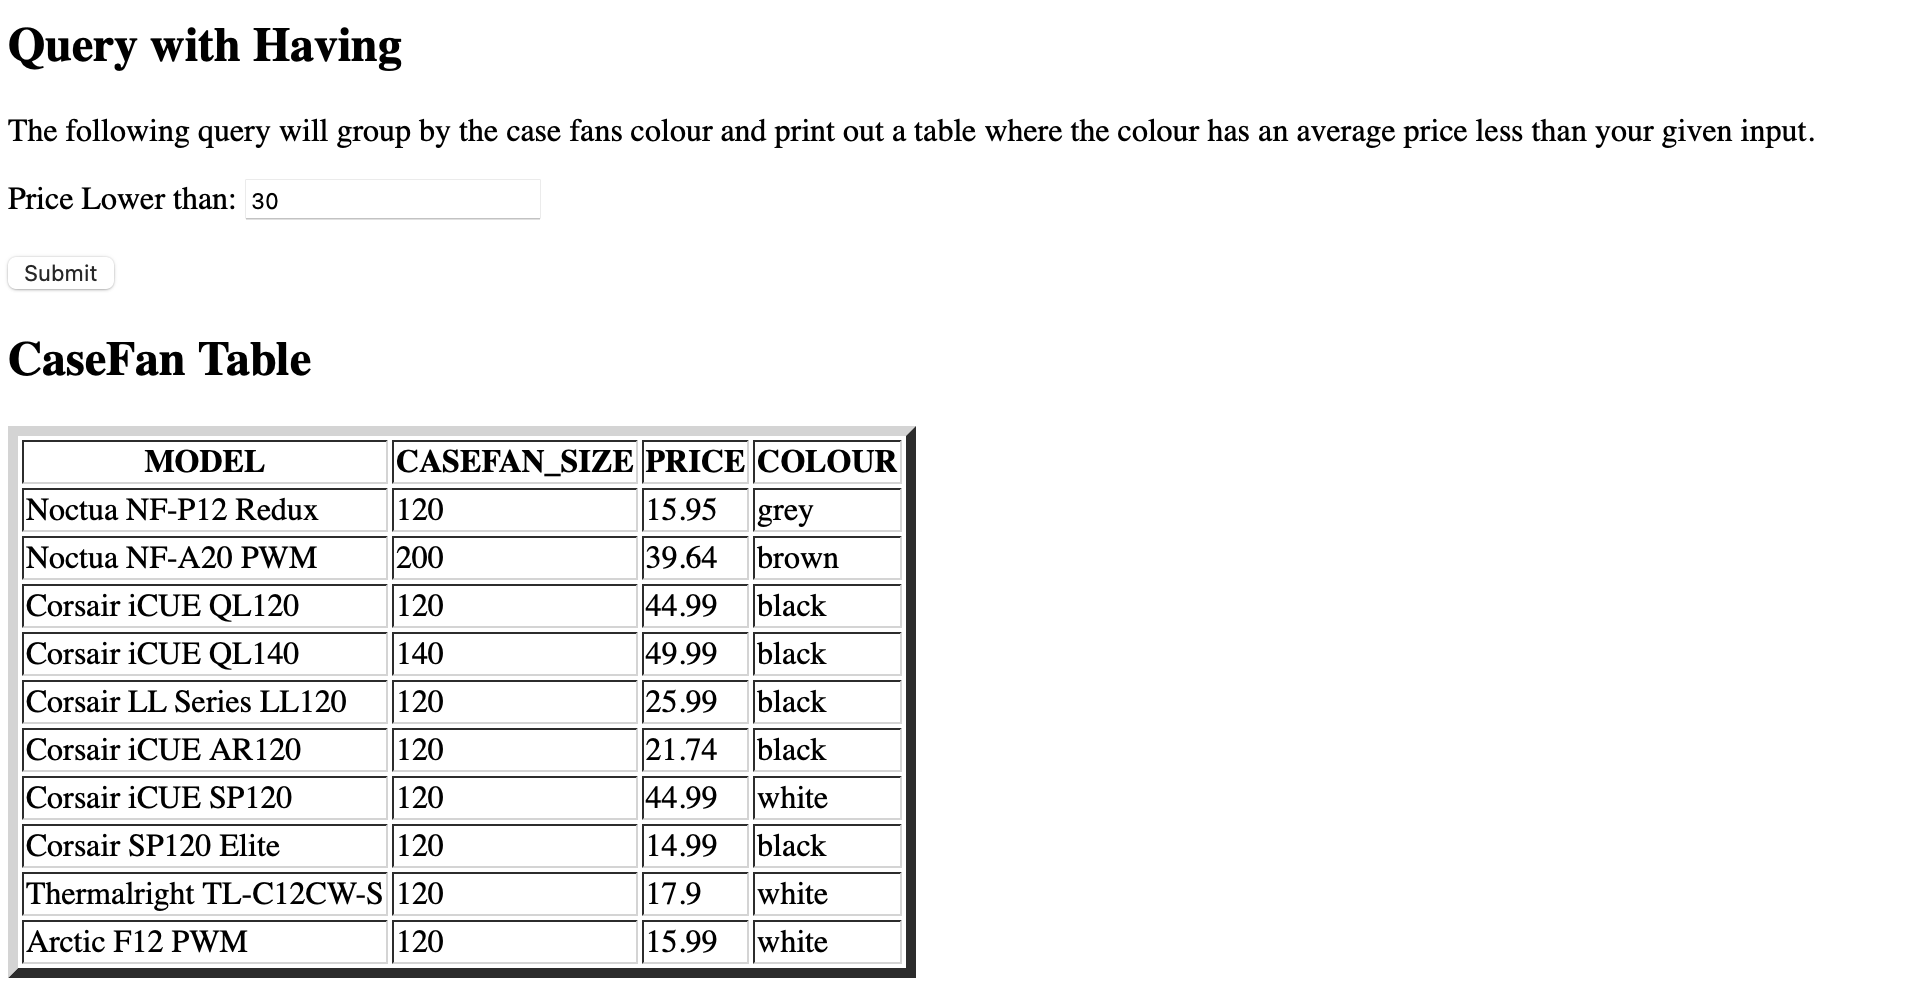 Query with Having
The following query will group by the case fans colour and print out a table where the colour has an average price less than your given input.
Price Lower than: 30
Submit
CaseFan Table
MODEL CASEFAN_SIZE PRICE COLOUR
Noctua NF-P12 Redux 120 15.95 grey
Noctua NF-A20 PWM 200 39.64 brown
Corsair iCUE QL120 120 44.99 black
Corsair iCUE QL140 140 49.99 black
Corsair LL Series LL120 120 25.99 black
Corsair iCUE AR120 120 21.74 black
Corsair iCUE SP120 120 44.99 white
Corsair SP120 Elite 120 14.99 black
Thermalright TL-C12CW-S 120 17.9 white
Arctic F12 PWM 120 15.99 white